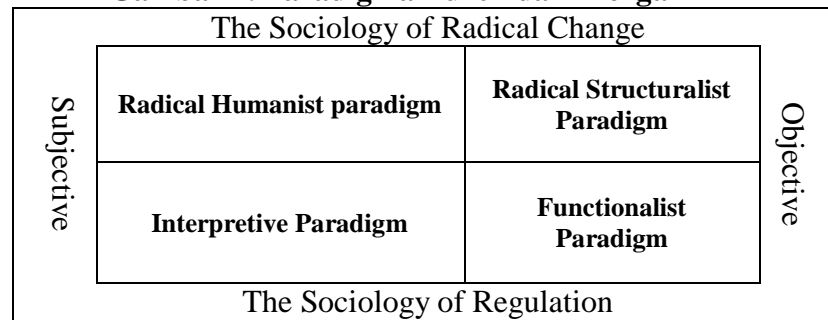 The Sociology of Radical Change
Subjective
Radical Humanist paradigm
Radical Structuralist
Paradigm
Objective
Interpretive Paradigm
Functionalist
Paradigm
The Sociology of Regulation